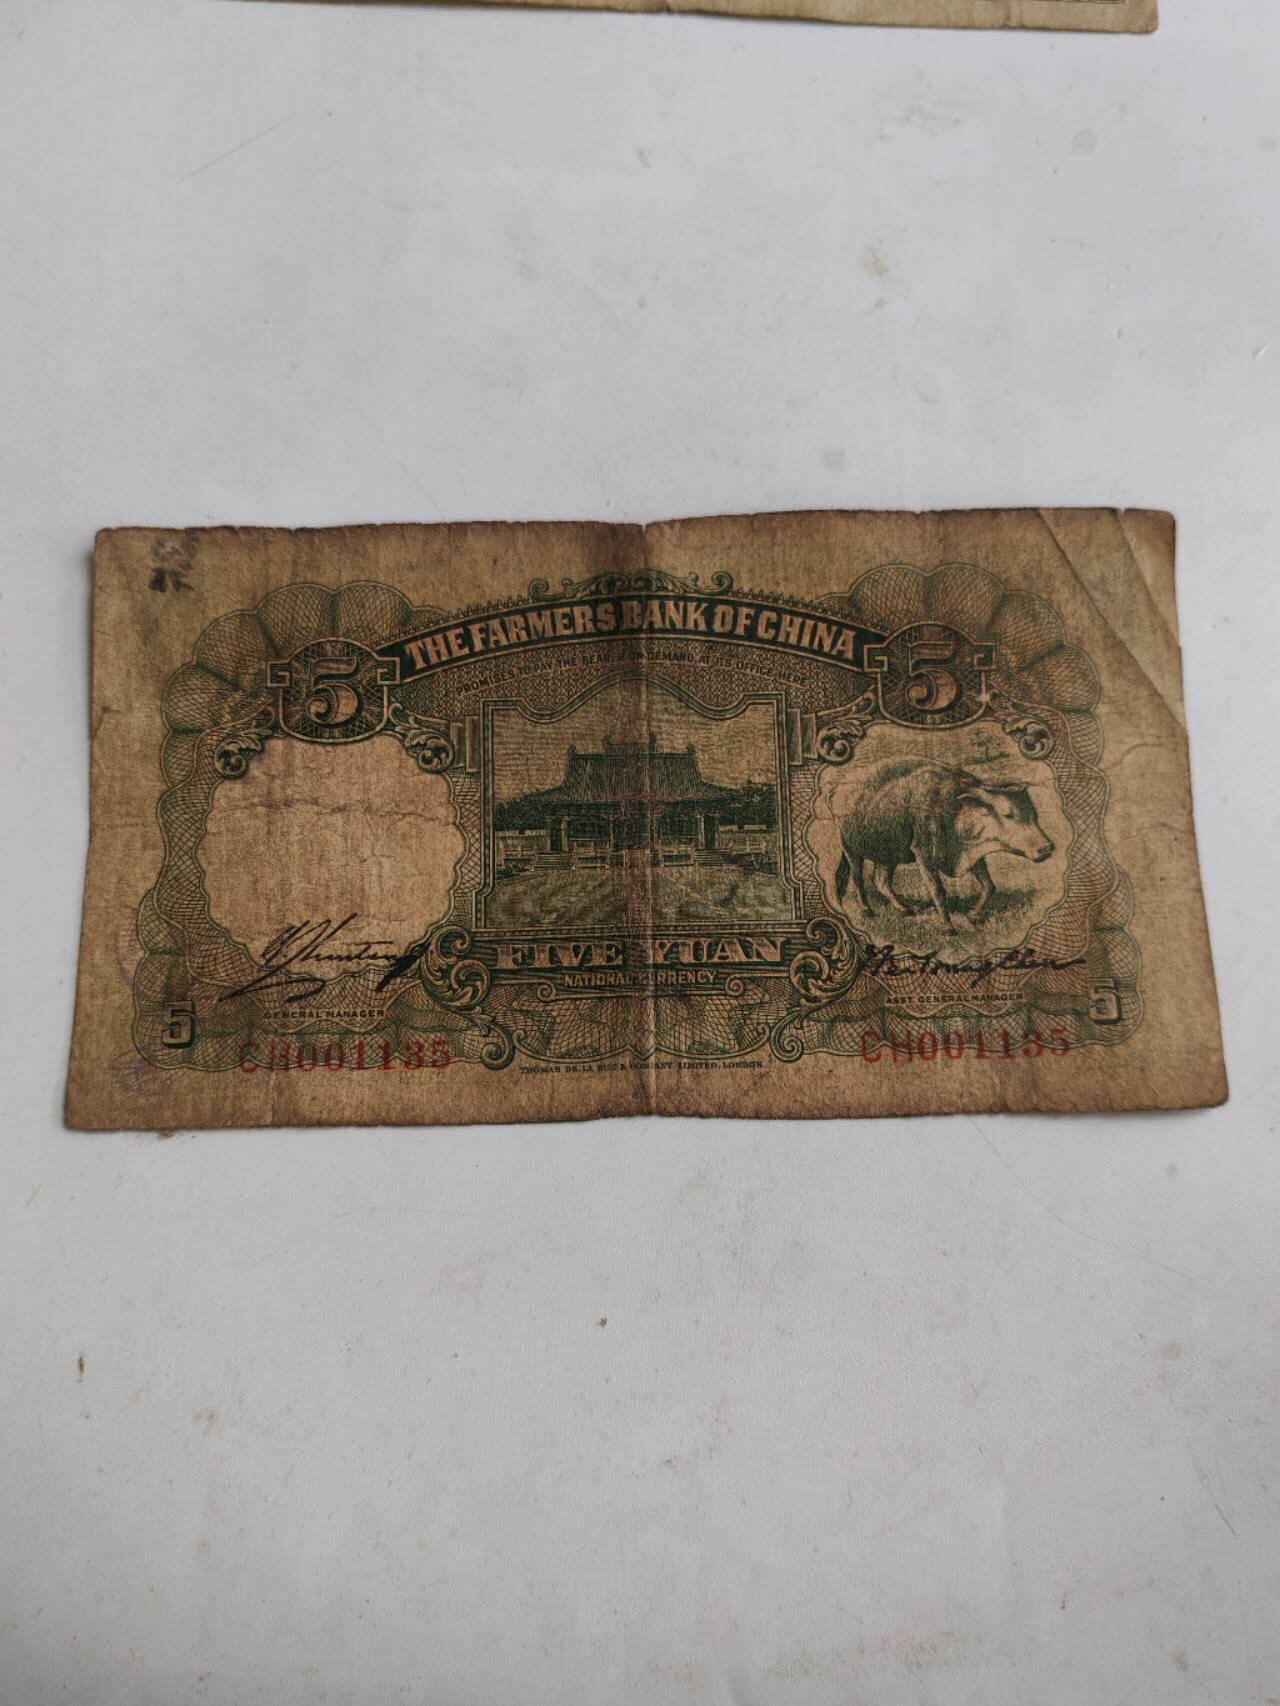 THE FARMERS BANK OF CHINA
PROMISES TO PAY THE BEARER ON DEMAND AT ITS OFFICE HERE
5
5
FIVE YUAN
NATIONAL CURRENCY
GENERAL MANAGER
ASST. GENERAL MANAGER
5
5
CH001135
CH001135
THOMAS DE LA RUE & COMPANY, LIMITED, LONDON.